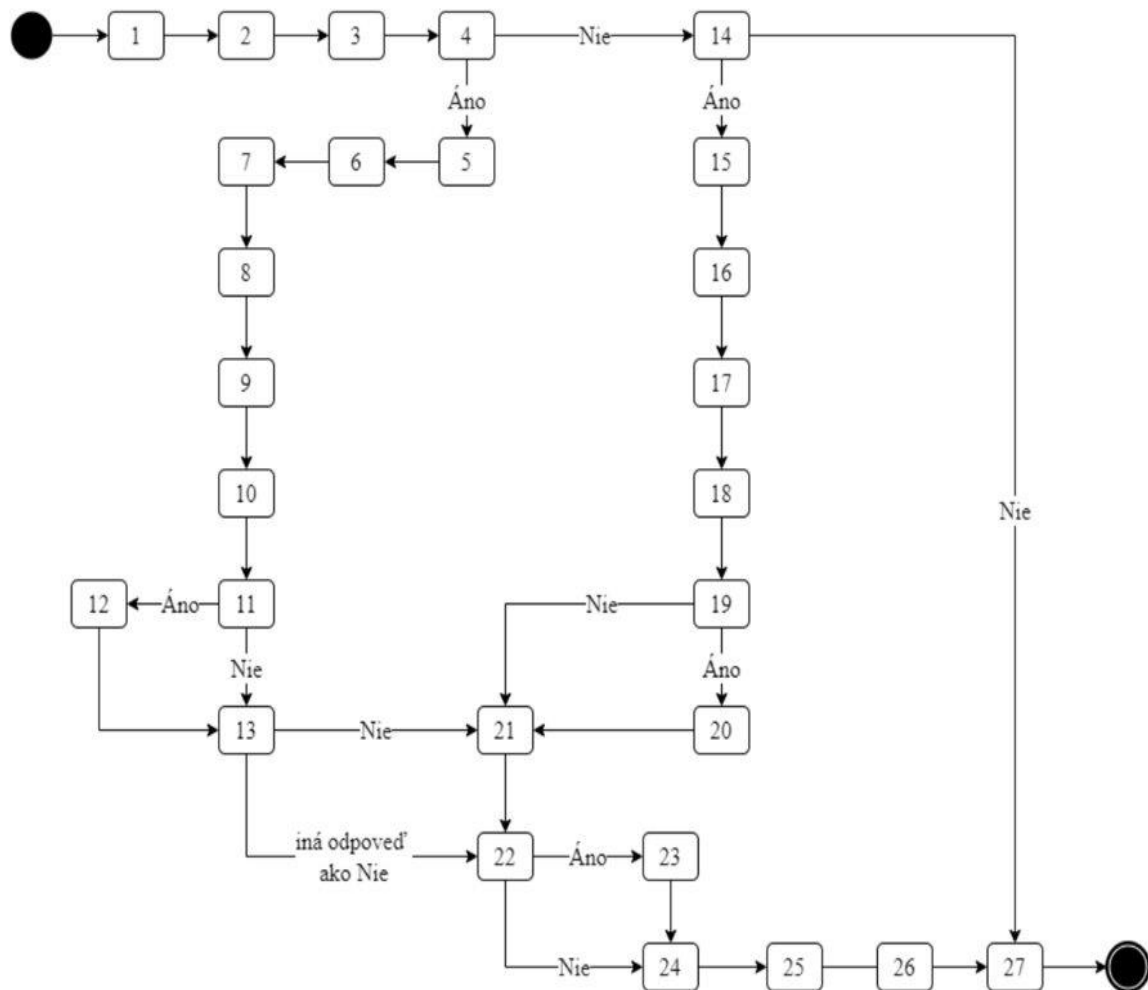 1 2 3 4 Nie 14
Áno Áno
7 6 5 15
8 16
9 17
10 18
Nie
12 Áno 11 Nie 19
Nie Áno
13 Nie 21 20
iná odpoveď
ako Nie
22 Áno 23
Nie 24 25 26 27